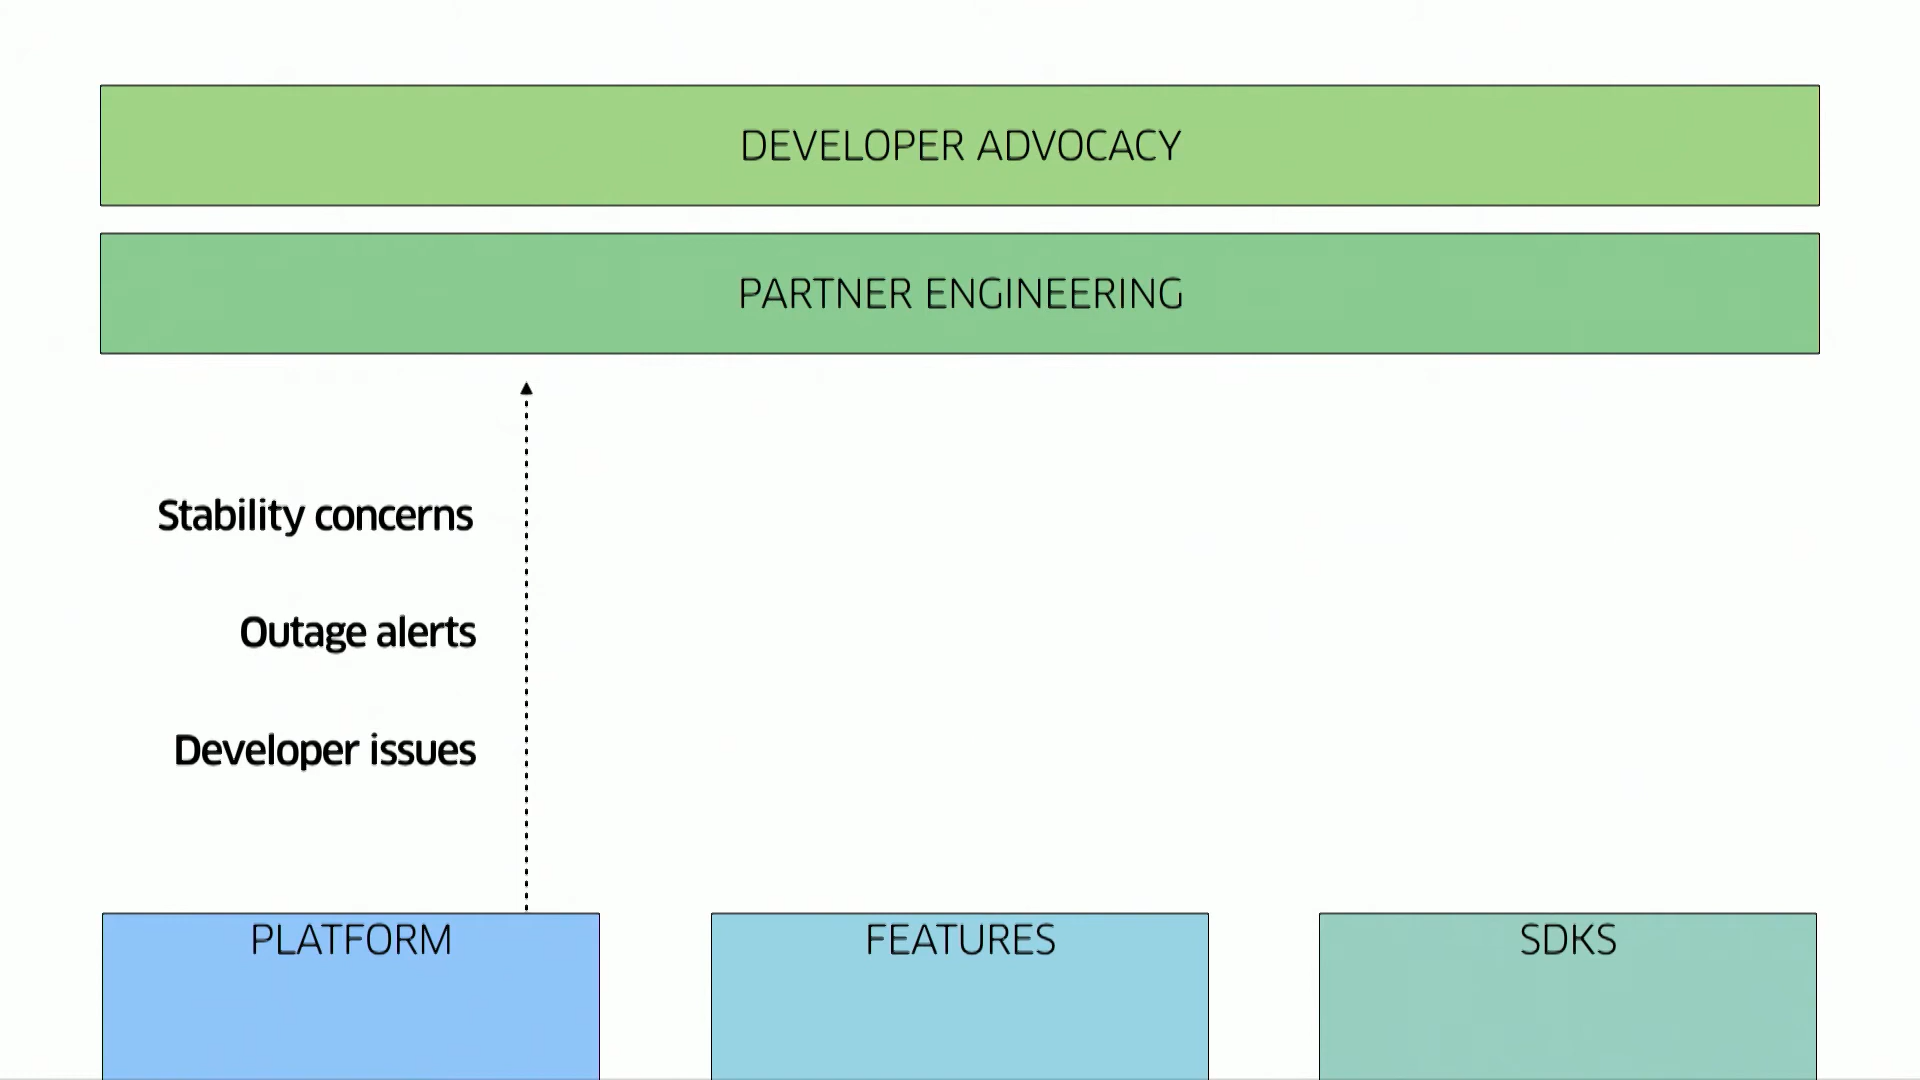 DEVELOPER ADVOCACY
PARTNER ENGINEERING
Stability concerns
Outage alerts
Developer issues
PLATFORM
FEATURES
SDKS